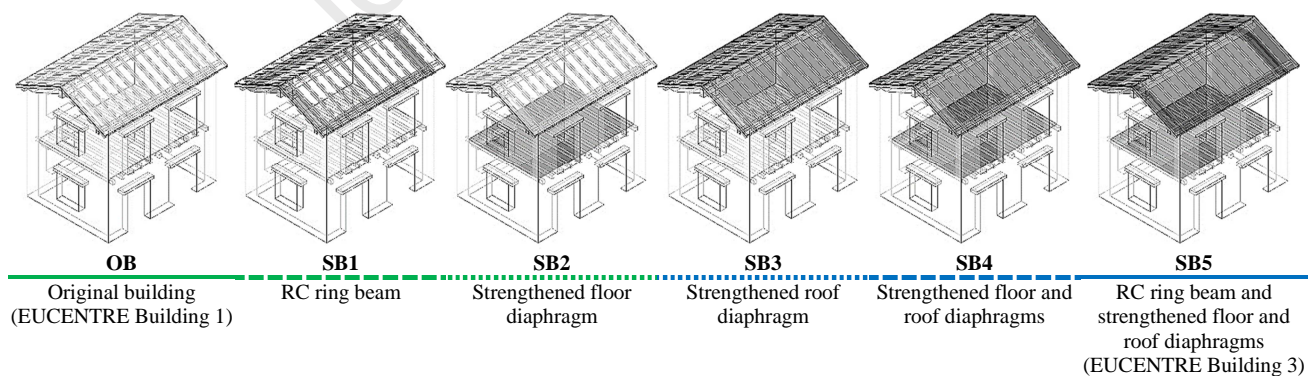 OB
SB1
SB2
SB3
SB4
SB5
Original building
(EUCENTRE Building 1)
RC ring beam
Strengthened floor
diaphragm
Strengthened roof
diaphragm
Strengthened floor and
roof diaphragms
RC ring beam and
strengthened floor and
roof diaphragms
(EUCENTRE Building 3)